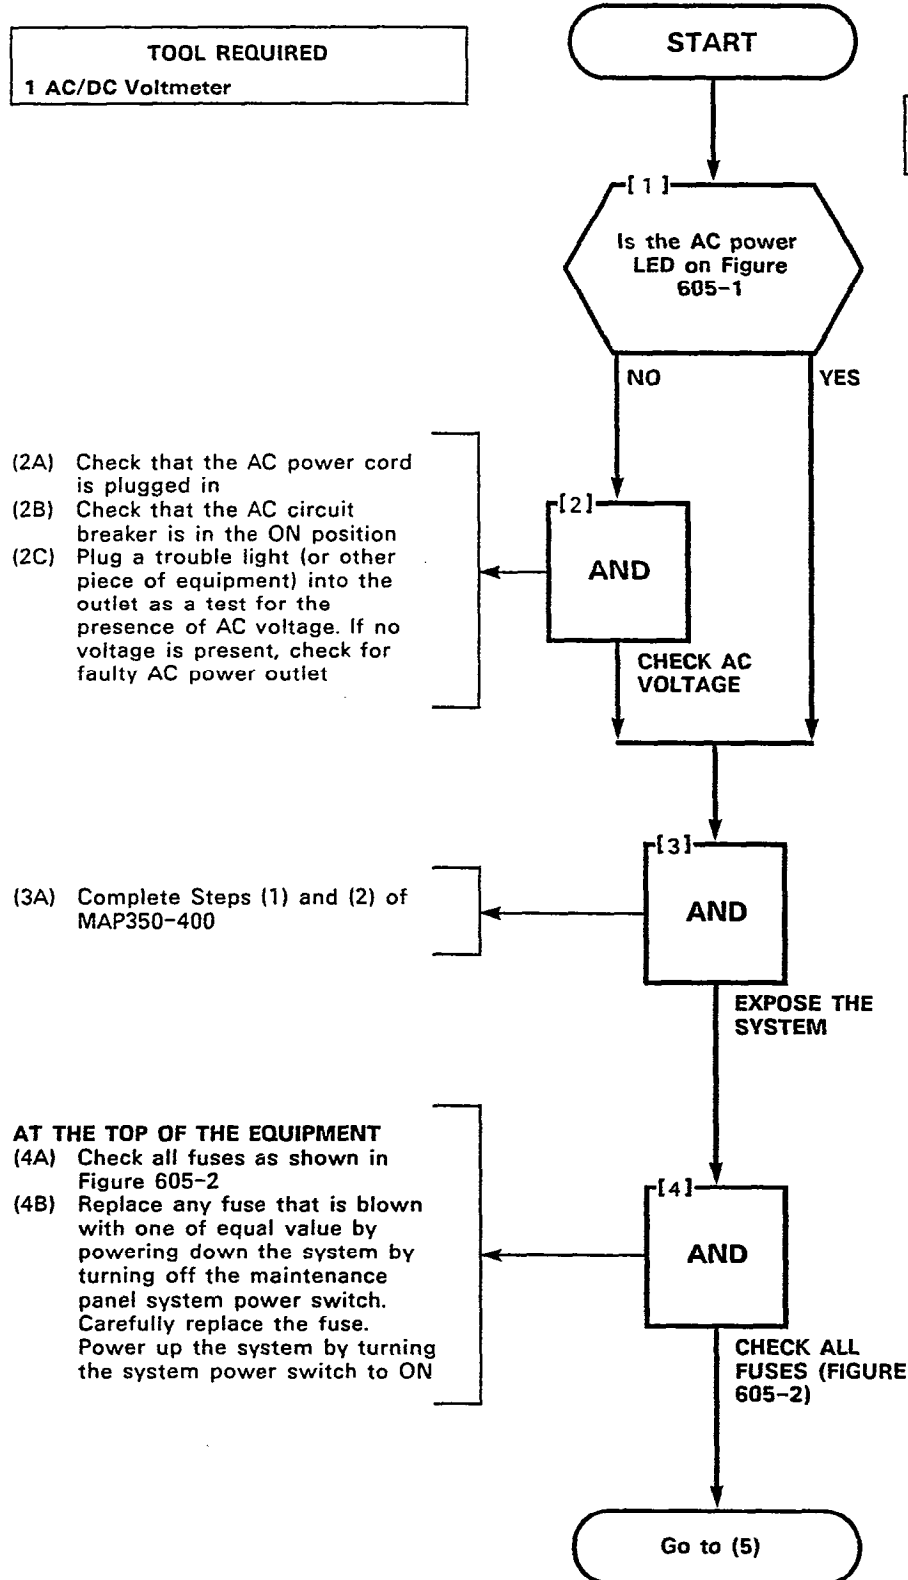 TOOL REQUIRED
1 AC/DC Voltmeter
START
[1]
Is the AC power
LED on Figure
605-1
NO
YES
(2A) Check that the AC power cord
is plugged in
(2B) Check that the AC circuit
breaker is in the ON position
(2C) Plug a trouble light (or other
piece of equipment) into the
outlet as a test for the
presence of AC voltage. If no
voltage is present, check for
faulty AC power outlet
[2]
AND
CHECK AC
VOLTAGE
(3A) Complete Steps (1) and (2) of
MAP350-400
[3]
AND
EXPOSE THE
SYSTEM
AT THE TOP OF THE EQUIPMENT
(4A) Check all fuses as shown in
Figure 605-2
(4B) Replace any fuse that is blown
with one of equal value by
powering down the system by
turning off the maintenance
panel system power switch.
Carefully replace the fuse.
Power up the system by turning
the system power switch to ON
[4]
AND
CHECK ALL
FUSES (FIGURE
605-2)
Go to (5)